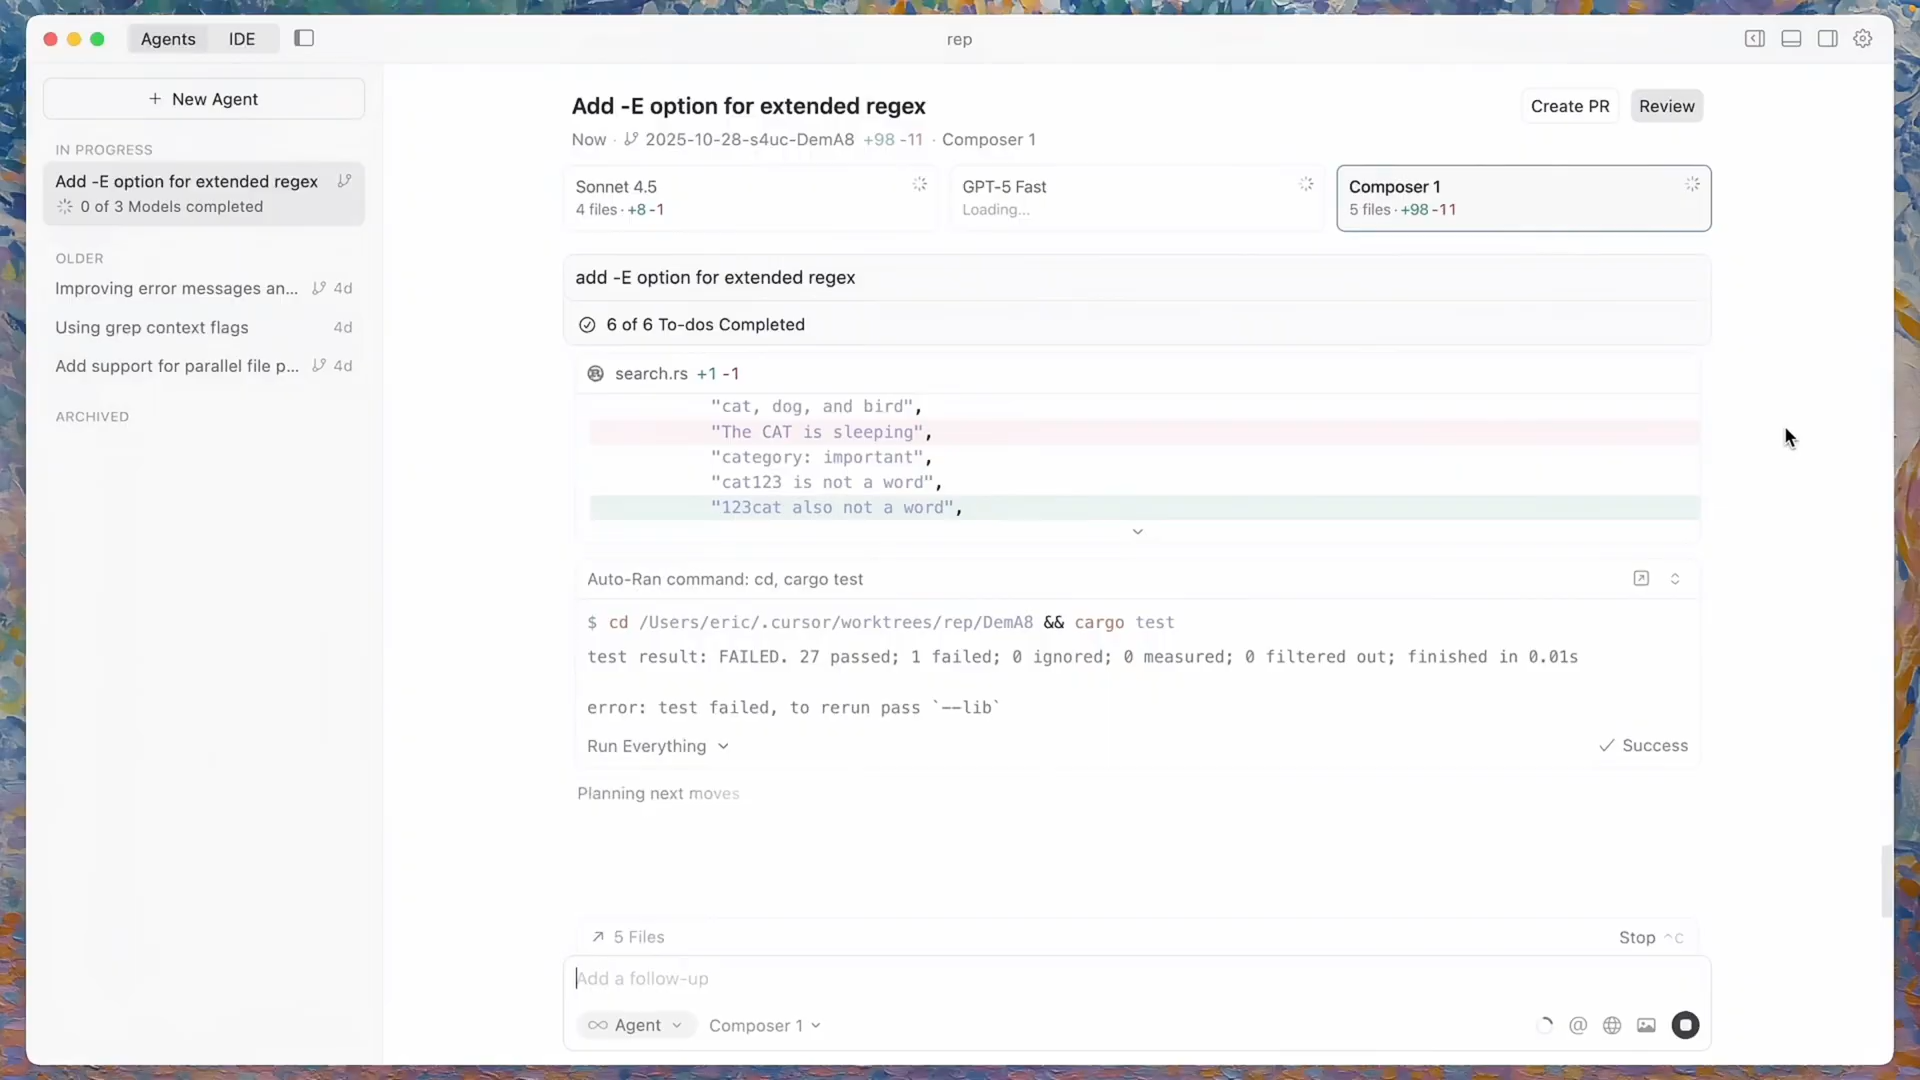 Agents IDE
rep
+ New Agent
IN PROGRESS
Add -E option for extended regex
0 of 3 Models completed
OLDER
Improving error messages an... 4d
Using grep context flags 4d
Add support for parallel file p... 4d
ARCHIVED
Add -E option for extended regex
Create PR Review
Now · 2025-10-28-s4uc-DemA8 +98 -11 · Composer 1
Sonnet 4.5
4 files · +8 -1
GPT-5 Fast
Loading...
Composer 1
5 files · +98 -11
add -E option for extended regex
6 of 6 To-dos Completed
search.rs +1 -1
"cat, dog, and bird",
"The CAT is sleeping",
"category: important",
"cat123 is not a word",
"123cat also not a word",
Auto-Ran command: cd, cargo test
$ cd /Users/eric/.cursor/worktrees/rep/DemA8 && cargo test
test result: FAILED. 27 passed; 1 failed; 0 ignored; 0 measured; 0 filtered out; finished in 0.01s
error: test failed, to rerun pass `--lib`
Run Everything
Success
Planning next moves
5 Files
Stop ^C
Add a follow-up
Agent Composer 1